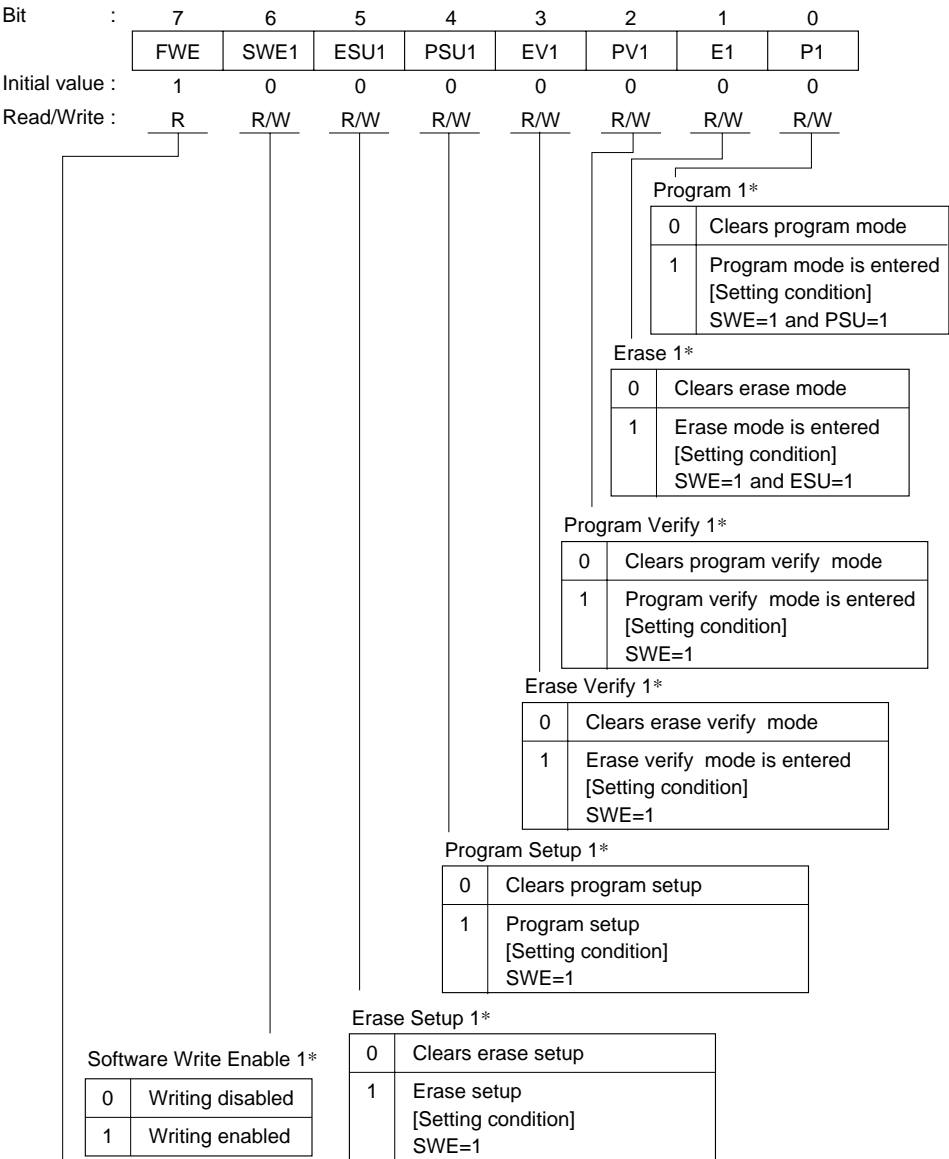 Bit : 7 6 5 4 3 2 1 0
FWE SWE1 ESU1 PSU1 EV1 PV1 E1 P1
Initial value : 1 0 0 0 0 0 0 0
Read/Write : R R/W R/W R/W R/W R/W R/W R/W
Program 1*
0 Clears program mode
1 Program mode is entered
[Setting condition]
SWE=1 and PSU=1
Erase 1*
0 Clears erase mode
1 Erase mode is entered
[Setting condition]
SWE=1 and ESU=1
Program Verify 1*
0 Clears program verify mode
1 Program verify mode is entered
[Setting condition]
SWE=1
Erase Verify 1*
0 Clears erase verify mode
1 Erase verify mode is entered
[Setting condition]
SWE=1
Program Setup 1*
0 Clears program setup
1 Program setup
[Setting condition]
SWE=1
Erase Setup 1*
0 Clears erase setup
1 Erase setup
[Setting condition]
SWE=1
Software Write Enable 1*
0 Writing disabled
1 Writing enabled